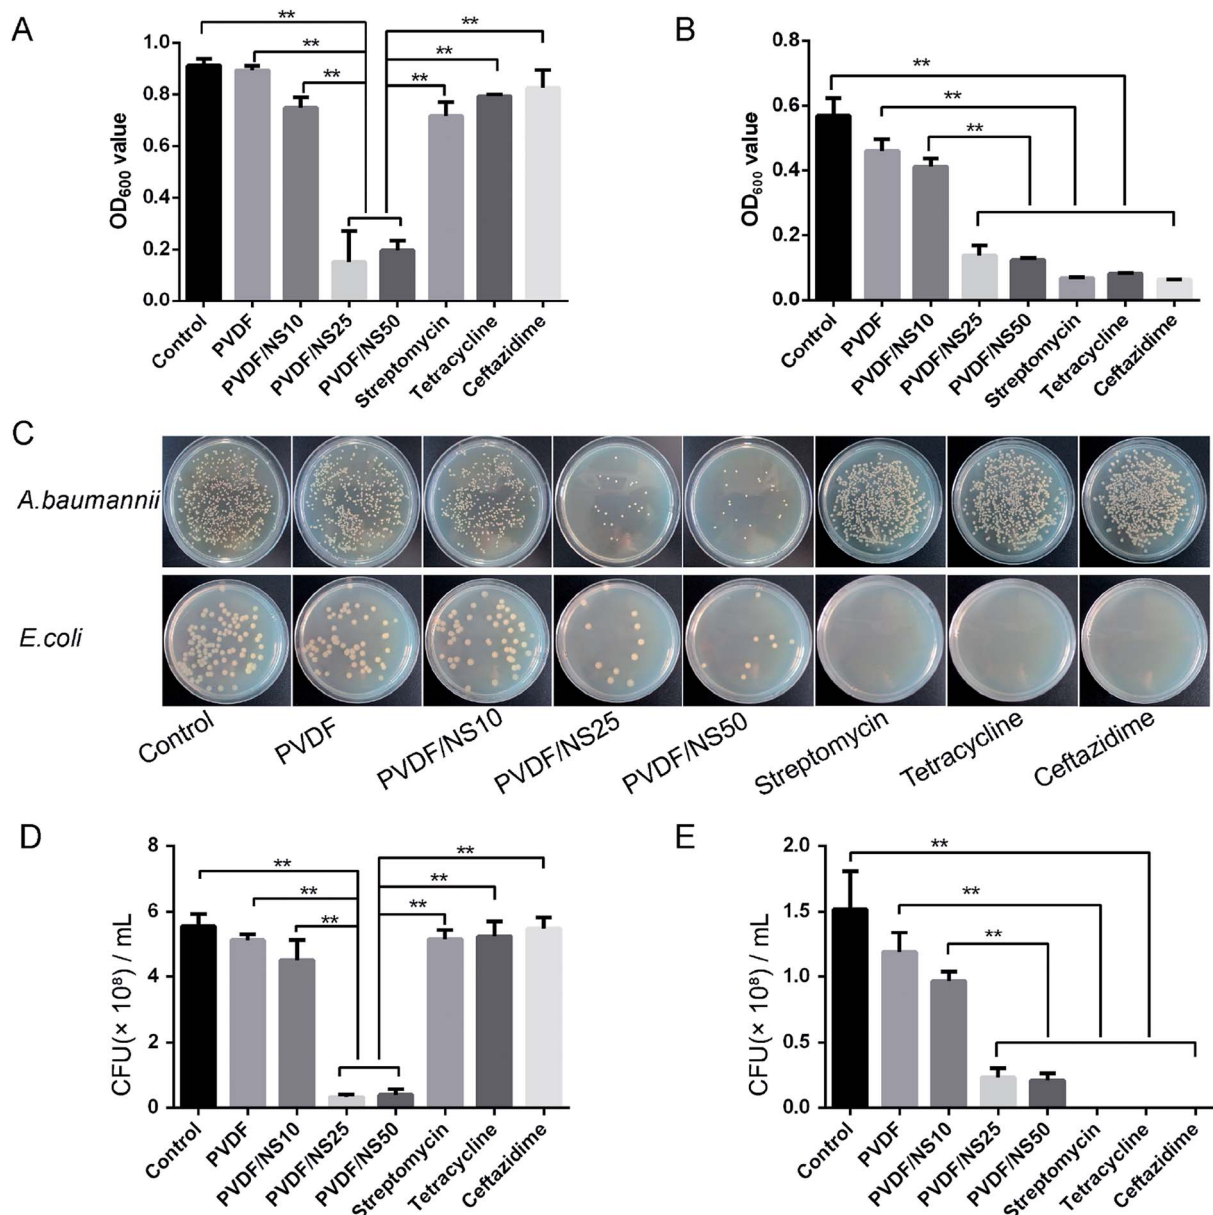 A
**
**
**
**
**
**
1.0
0.8
0.6
0.4
0.2
0.0
OD₆₀₀ value
Control
PVDF
PVDF/NS10
PVDF/NS25
PVDF/NS50
Streptomycin
Tetracycline
Ceftazidime
B
**
**
**
0.8
0.6
0.4
0.2
0.0
OD₆₀₀ value
Control
PVDF
PVDF/NS10
PVDF/NS25
PVDF/NS50
Streptomycin
Tetracycline
Ceftazidime
C
A.baumannii
E.coli
Control
PVDF
PVDF/NS10
PVDF/NS25
PVDF/NS50
Streptomycin
Tetracycline
Ceftazidime
D
**
**
**
**
**
**
8
6
4
2
0
CFU(× 10⁸) / mL
Control
PVDF
PVDF/NS10
PVDF/NS25
PVDF/NS50
Streptomycin
Tetracycline
Ceftazidime
E
**
**
**
2.0
1.5
1.0
0.5
0.0
CFU(× 10⁸) / mL
Control
PVDF
PVDF/NS10
PVDF/NS25
PVDF/NS50
Streptomycin
Tetracycline
Ceftazidime